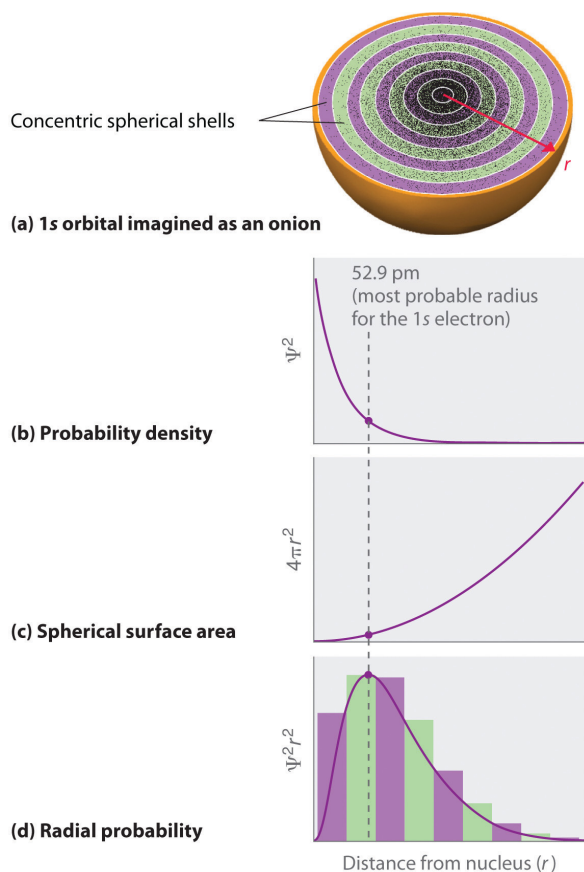 Concentric spherical shells
r
(a) 1s orbital imagined as an onion
52.9 pm
(most probable radius
for the 1s electron)
Ψ²
(b) Probability density
4πr²
(c) Spherical surface area
Ψ²r²
(d) Radial probability
Distance from nucleus (r)